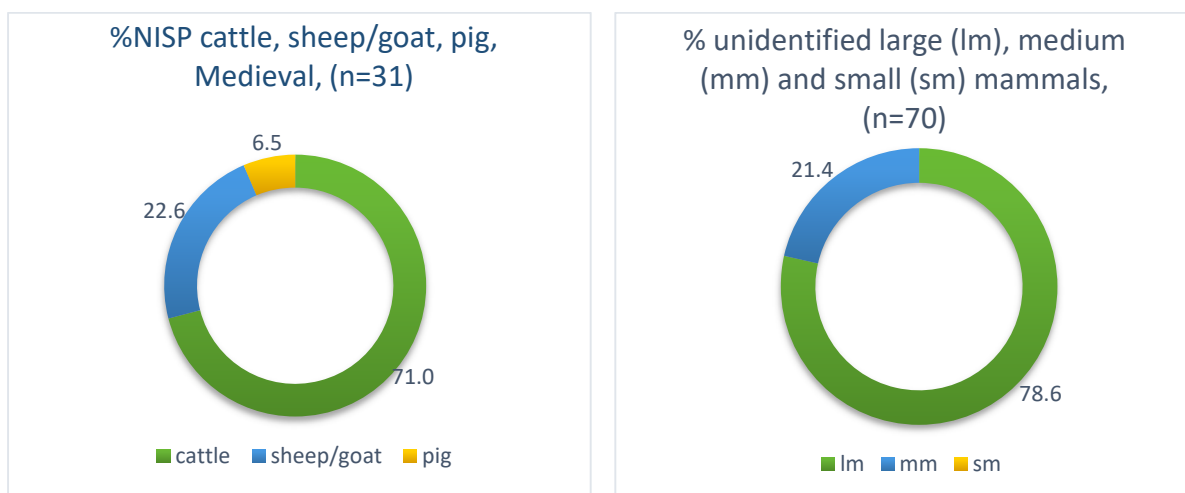 %NISP cattle, sheep/goat, pig,
Medieval, (n=31)
6.5
22.6
71.0
cattle sheep/goat pig
% unidentified large (lm), medium
(mm) and small (sm) mammals,
(n=70)
21.4
78.6
lm mm sm